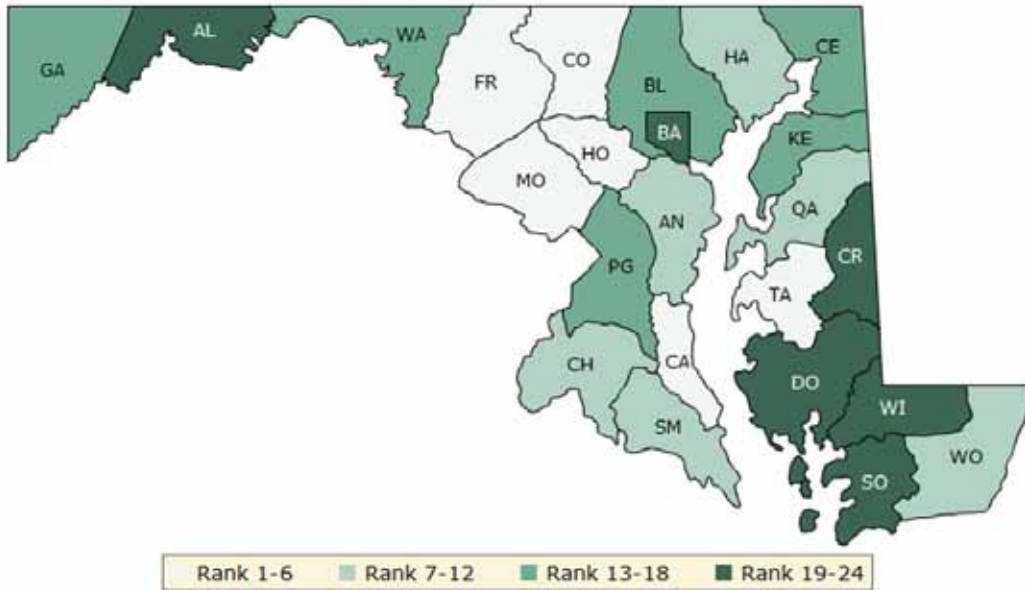 GA
AL
WA
FR
CO
BL
HA
CE
BA
KE
HO
MO
AN
QA
PG
CR
TA
CH
CA
DO
WI
SM
WO
SO
Rank 1-6 Rank 7-12 Rank 13-18 Rank 19-24